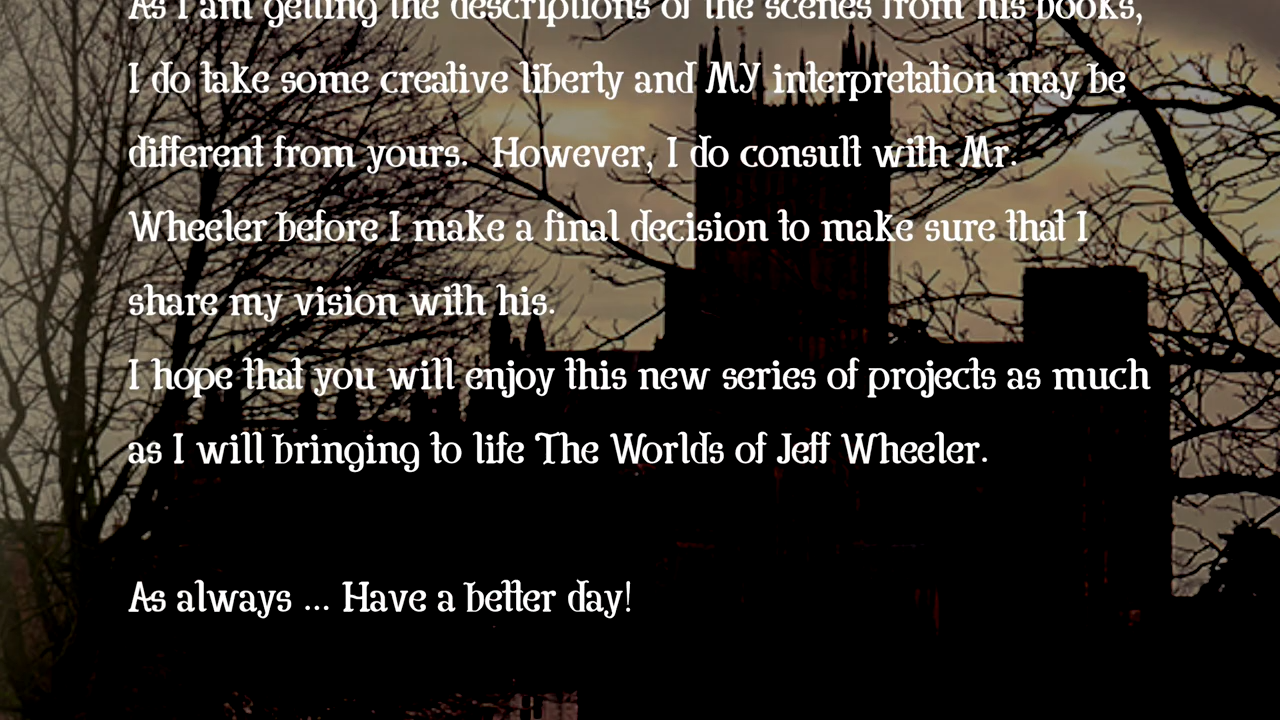 As I am getting the descriptions of the scenes from his books,
I do take some creative liberty and MY interpretation may be
different from yours.  However, I do consult with Mr.
Wheeler before I make a final decision to make sure that I
share my vision with his.
I hope that you will enjoy this new series of projects as much
as I will bringing to life The Worlds of Jeff Wheeler.
As always ... Have a better day!